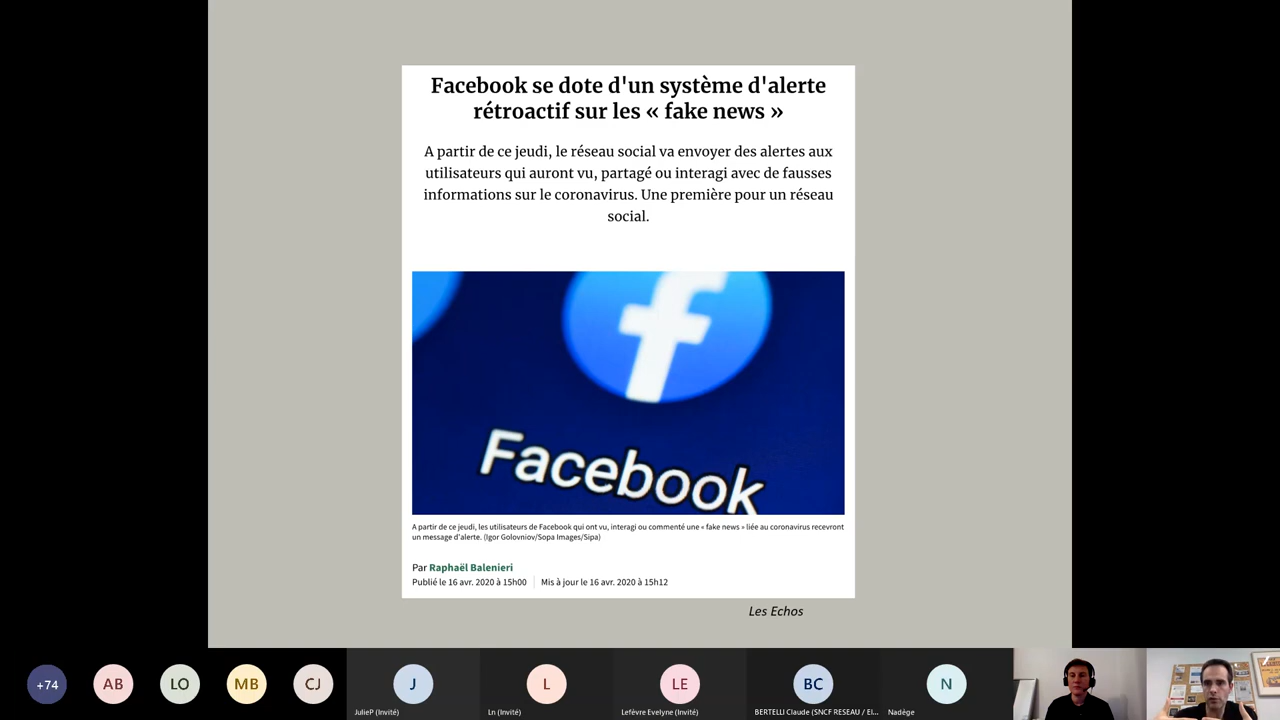 Facebook se dote d'un système d'alerte
rétroactif sur les « fake news »
A partir de ce jeudi, le réseau social va envoyer des alertes aux
utilisateurs qui auront vu, partagé ou interagi avec de fausses
informations sur le coronavirus. Une première pour un réseau
social.
f
Facebook
A partir de ce jeudi, les utilisateurs de Facebook qui ont vu, interagi ou commenté une « fake news » liée au coronavirus recevront
un message d'alerte. (Igor Golovniov/Sopa Images/Sipa)
Par Raphaël Balenieri
Publié le 16 avr. 2020 à 15h00 Mis à jour le 16 avr. 2020 à 15h12
Les Echos
+74 AB LO MB CJ J L LE BC N
JulieP (Invité) Ln (Invité) Lefèvre Evelyne (Invité) BERTELLI Claude (SNCF RESEAU / EI... Nadège